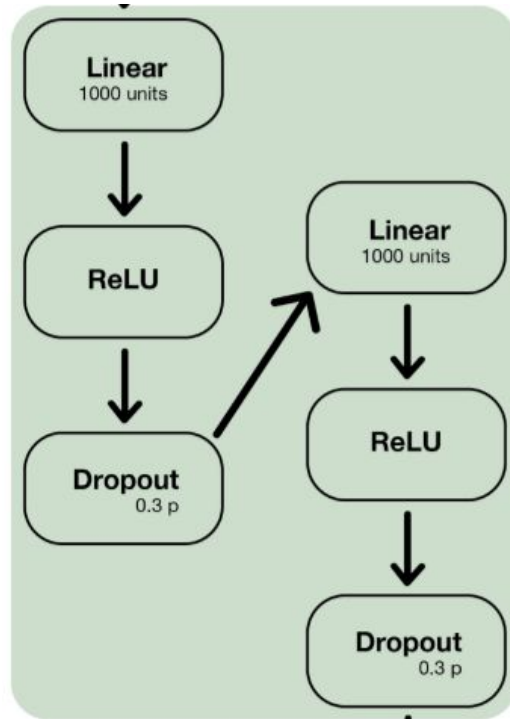 Linear
1000 units
ReLU
Dropout
0.3 p
Linear
1000 units
ReLU
Dropout
0.3 p